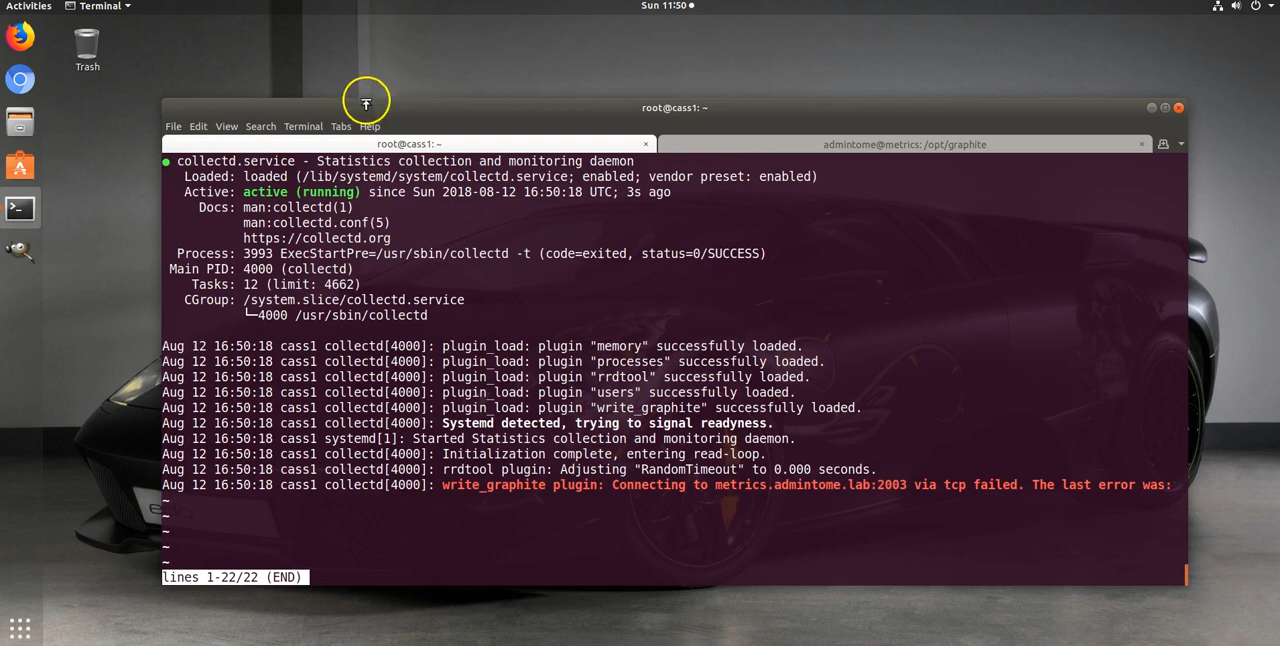 Activities
Terminal
Sun 11:50
Trash
root@cass1: ~
File Edit View Search Terminal Tabs Help
root@cass1: ~
admintome@metrics: /opt/graphite
● collectd.service - Statistics collection and monitoring daemon
Loaded: loaded (/lib/systemd/system/collectd.service; enabled; vendor preset: enabled)
Active: active (running) since Sun 2018-08-12 16:50:18 UTC; 3s ago
Docs: man:collectd(1)
man:collectd.conf(5)
https://collectd.org
Process: 3993 ExecStartPre=/usr/sbin/collectd -t (code=exited, status=0/SUCCESS)
Main PID: 4000 (collectd)
Tasks: 12 (limit: 4662)
CGroup: /system.slice/collectd.service
└─4000 /usr/sbin/collectd
Aug 12 16:50:18 cass1 collectd[4000]: plugin_load: plugin "memory" successfully loaded.
Aug 12 16:50:18 cass1 collectd[4000]: plugin_load: plugin "processes" successfully loaded.
Aug 12 16:50:18 cass1 collectd[4000]: plugin_load: plugin "rrdtool" successfully loaded.
Aug 12 16:50:18 cass1 collectd[4000]: plugin_load: plugin "users" successfully loaded.
Aug 12 16:50:18 cass1 collectd[4000]: plugin_load: plugin "write_graphite" successfully loaded.
Aug 12 16:50:18 cass1 collectd[4000]: Systemd detected, trying to signal readyness.
Aug 12 16:50:18 cass1 systemd[1]: Started Statistics collection and monitoring daemon.
Aug 12 16:50:18 cass1 collectd[4000]: Initialization complete, entering read-loop.
Aug 12 16:50:18 cass1 collectd[4000]: rrdtool plugin: Adjusting "RandomTimeout" to 0.000 seconds.
Aug 12 16:50:18 cass1 collectd[4000]: write_graphite plugin: Connecting to metrics.admintome.lab:2003 via tcp failed. The last error was:
~
~
~
~
~
lines 1-22/22 (END)